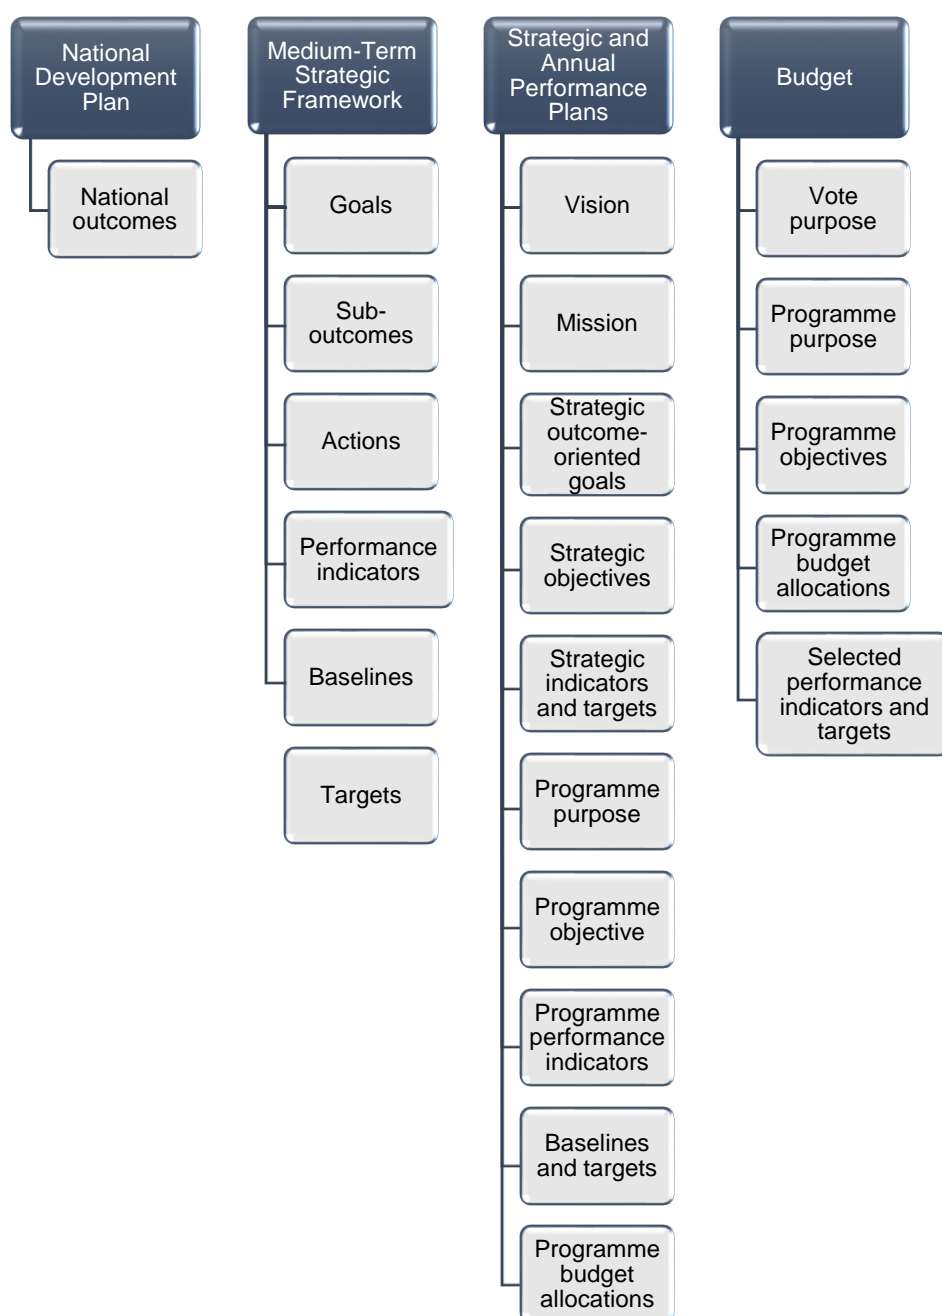 National
Development
Plan
National
outcomes
Medium-Term
Strategic
Framework
Goals
Sub-
outcomes
Actions
Performance
indicators
Baselines
Targets
Strategic and
Annual
Performance
Plans
Vision
Mission
Strategic
outcome-
oriented
goals
Strategic
objectives
Strategic
indicators
and targets
Programme
purpose
Programme
objective
Programme
performance
indicators
Baselines
and targets
Programme
budget
allocations
Budget
Vote
purpose
Programme
purpose
Programme
objectives
Programme
budget
allocations
Selected
performance
indicators and
targets